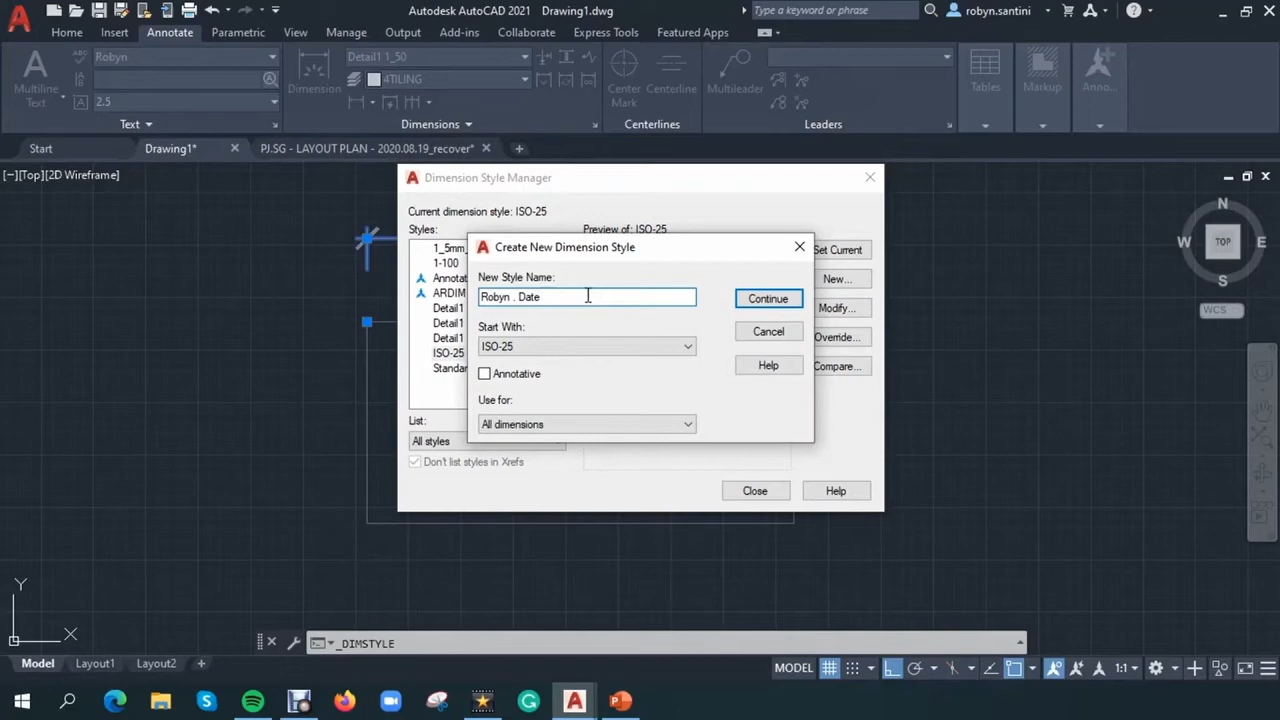 Autodesk AutoCAD 2021 Drawing1.dwg
Type a keyword or phrase
robyn.santini
Home Insert Annotate Parametric View Manage Output Add-ins Collaborate Express Tools Featured Apps
Multiline Text
Robyn
2.5
Text
Dimension
Detail1 1_50
4TILING
Dimensions
Center Mark
Centerline
Centerlines
Multileader
Leaders
Tables
Markup
Anno...
Start
Drawing1*
PJ.SG - LAYOUT PLAN - 2020.08.19_recover*
[−][Top][2D Wireframe]
N
W TOP E
S
WCS
Dimension Style Manager
Current dimension style: ISO-25
Styles:
Preview of: ISO-25
1_5mm_
1-100
Annotat
ARDIM
Detail1
Detail1
Detail1
ISO-25
Standar
Set Current
New...
Modify...
Override...
Compare...
List:
All styles
Don't list styles in Xrefs
Close
Help
Create New Dimension Style
New Style Name:
Robyn . Date
Continue
Start With:
ISO-25
Cancel
Annotative
Help
Use for:
All dimensions
Y
X
_DIMSTYLE
Model Layout1 Layout2
MODEL
1:1